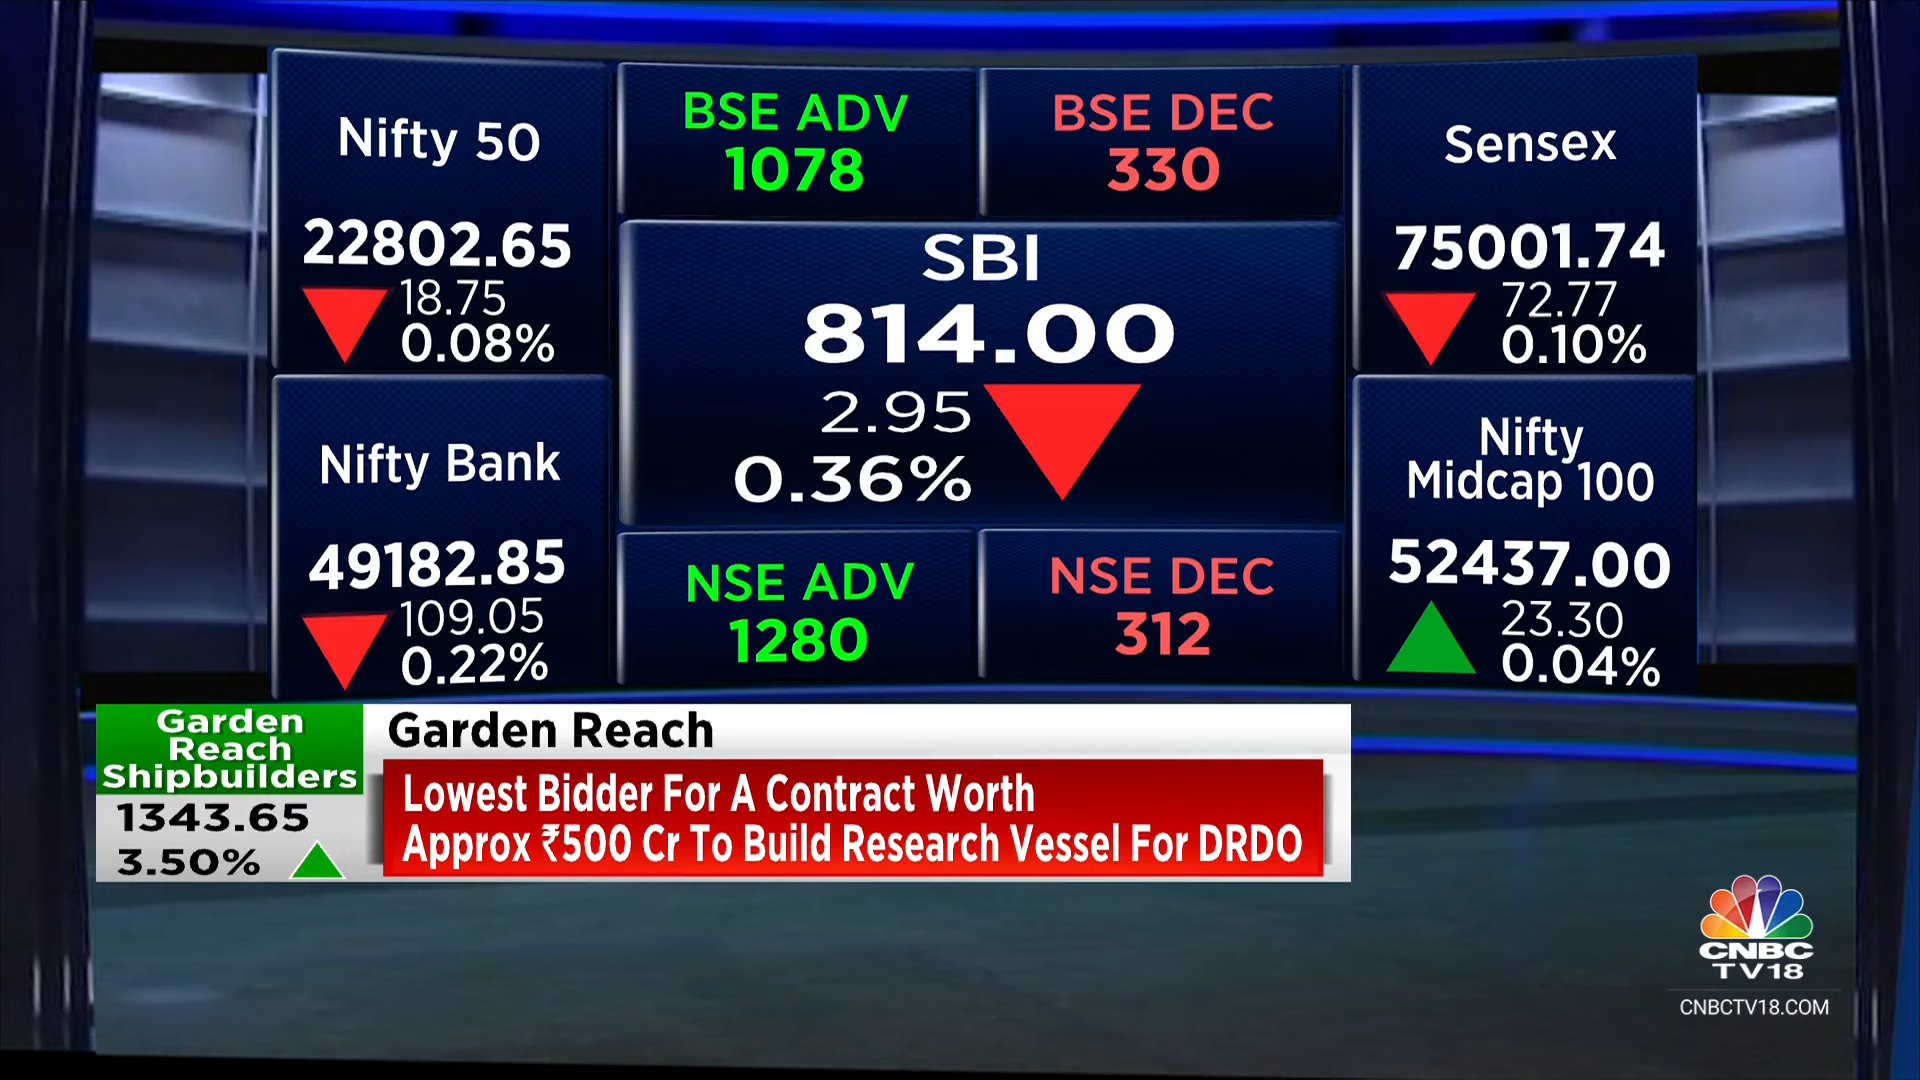 Nifty 50
22802.65
18.75
0.08%
BSE ADV
1078
BSE DEC
330
Sensex
75001.74
72.77
0.10%
SBI
814.00
2.95
0.36%
Nifty Bank
49182.85
109.05
0.22%
NSE ADV
1280
NSE DEC
312
Nifty
Midcap 100
52437.00
23.30
0.04%
Garden
Reach
Shipbuilders
1343.65
3.50%
Garden Reach
Lowest Bidder For A Contract Worth
Approx ₹500 Cr To Build Research Vessel For DRDO
CNBC
TV18
CNBCTV18.COM